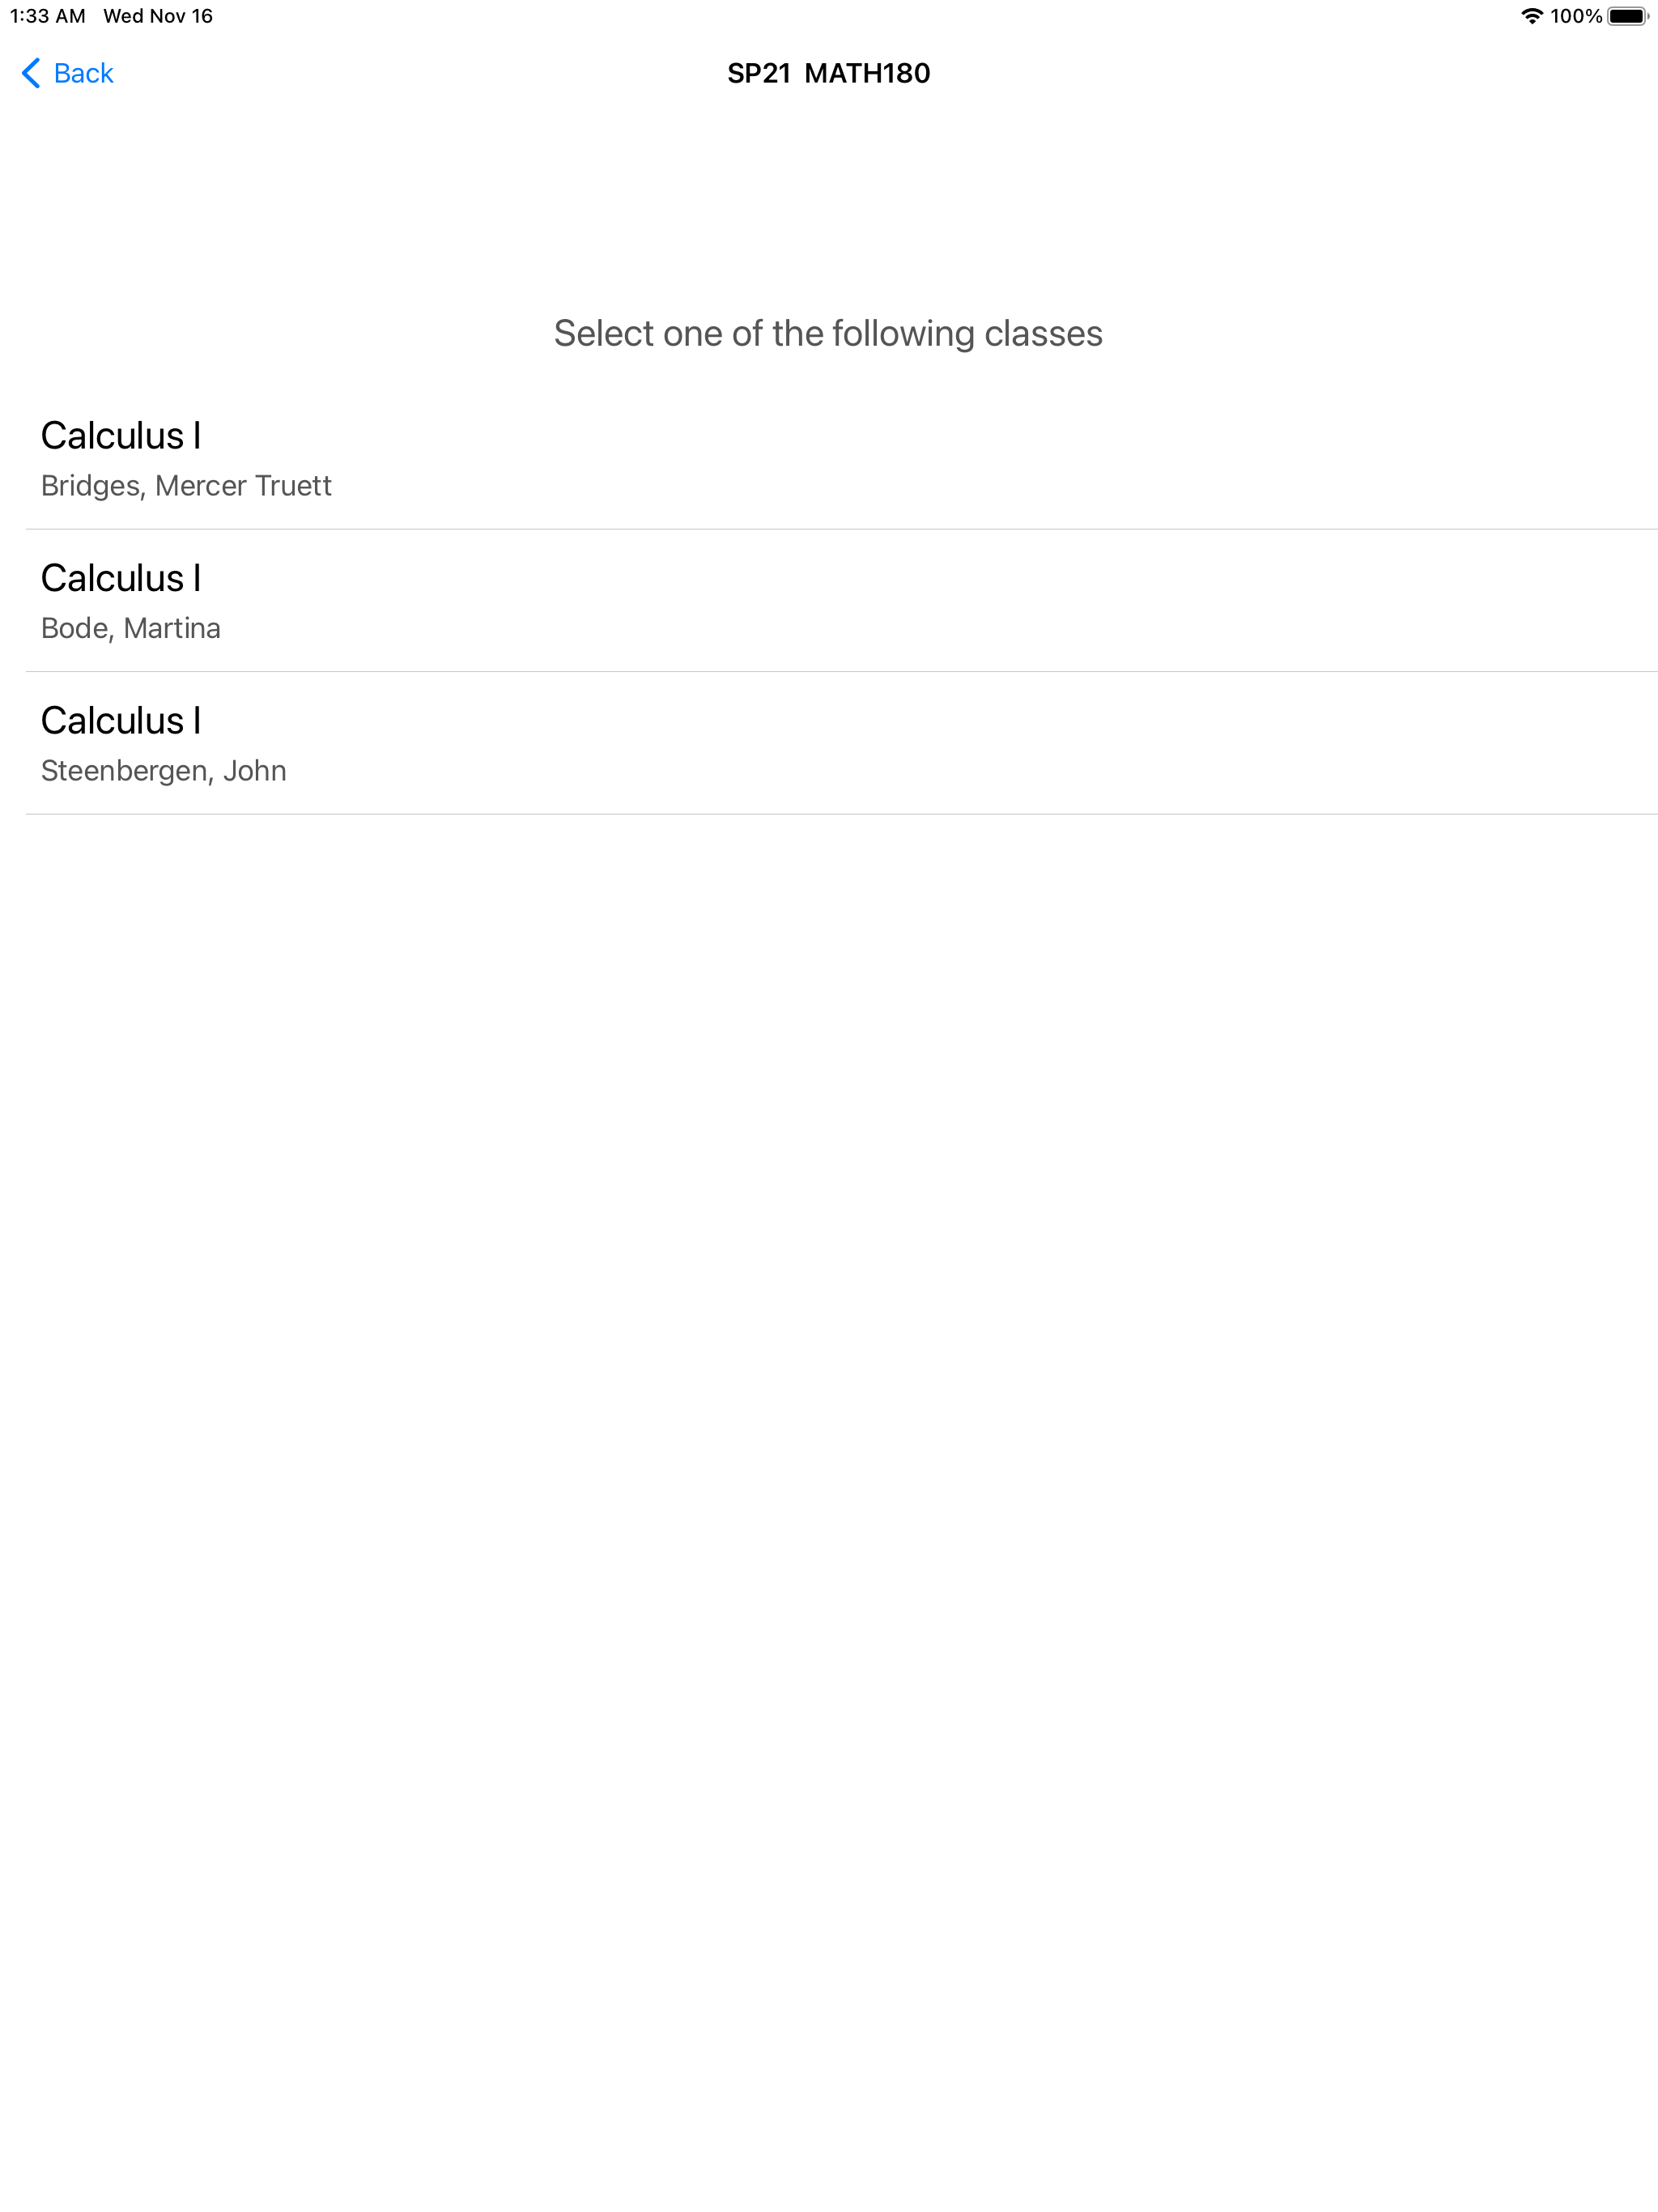 1:33 AM Wed Nov 16 100%
Back SP21 MATH180
Select one of the following classes
Calculus I
Bridges, Mercer Truett
Calculus I
Bode, Martina
Calculus I
Steenbergen, John